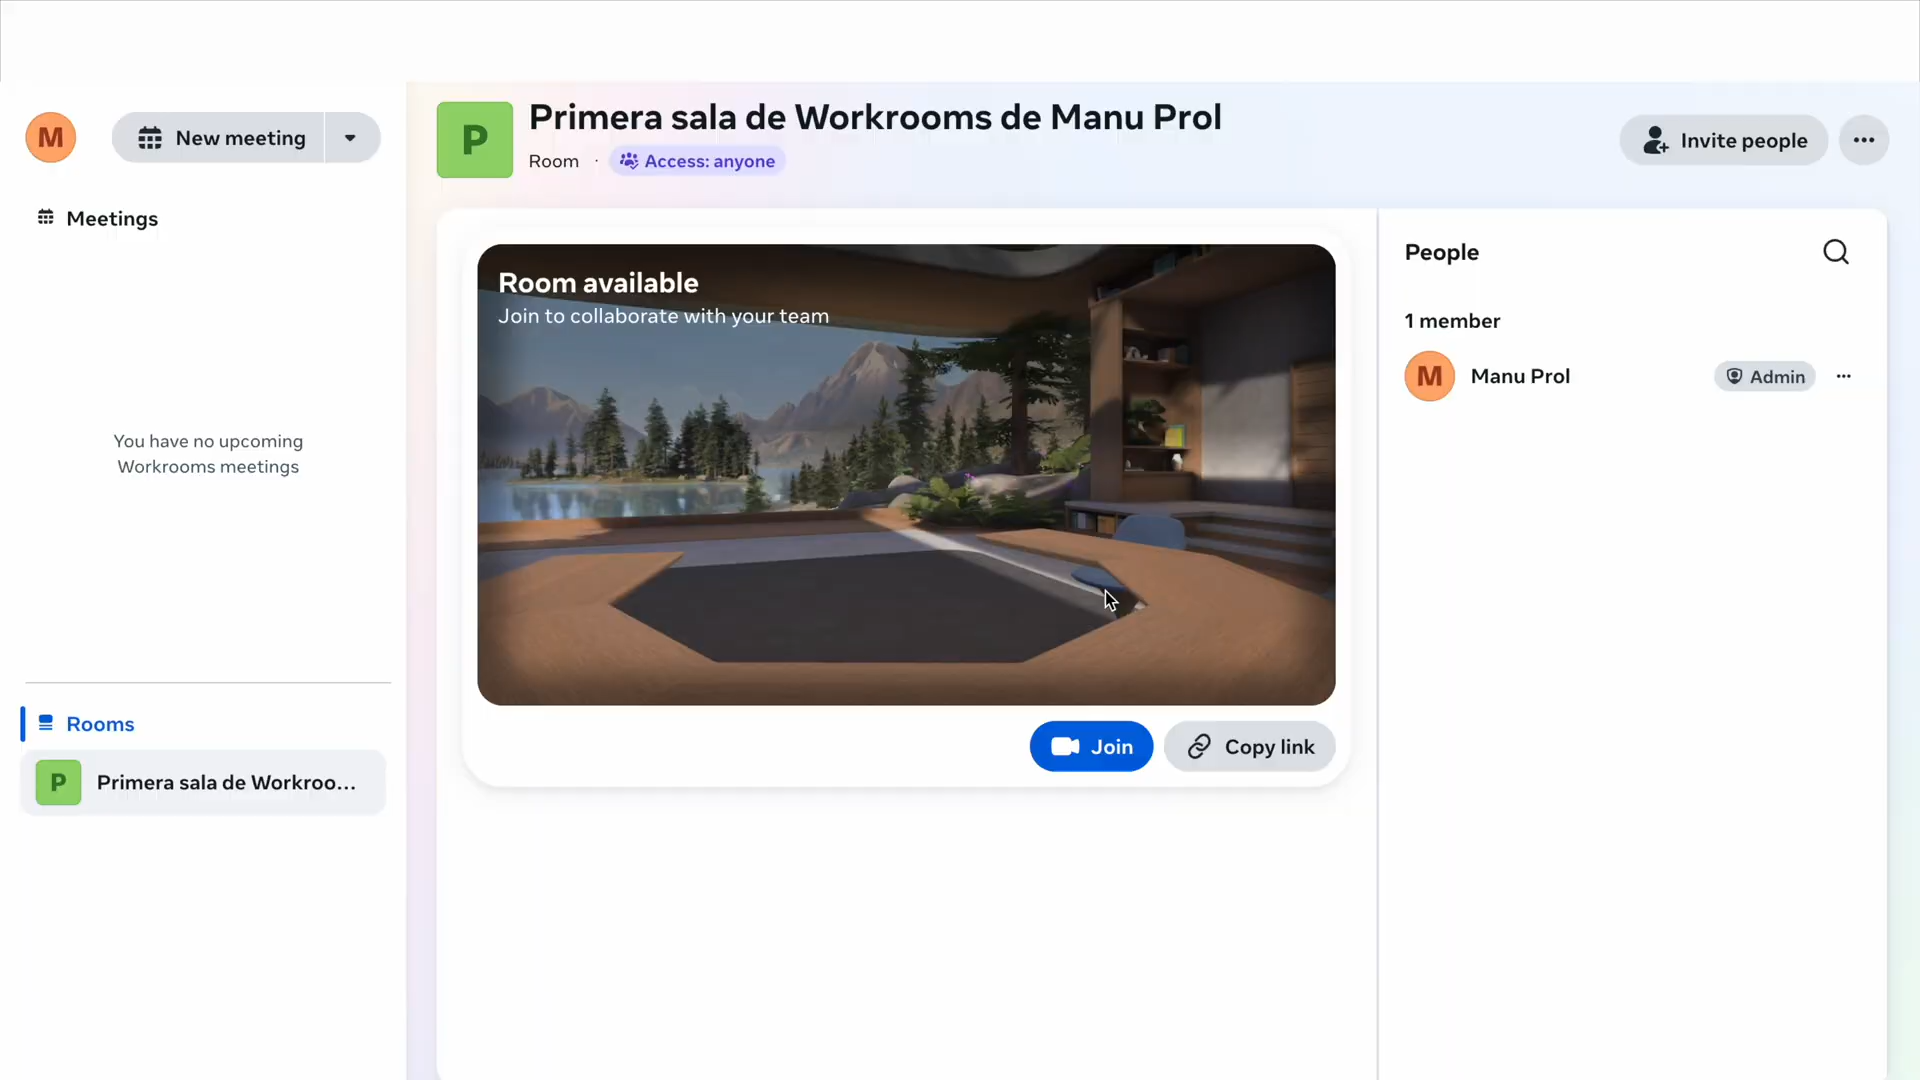 M
New meeting
Meetings
You have no upcoming
Workrooms meetings
Rooms
P
Primera sala de Workroo...
P
Primera sala de Workrooms de Manu Prol
Room · Access: anyone
Invite people
Room available
Join to collaborate with your team
Join
Copy link
People
1 member
M
Manu Prol
Admin